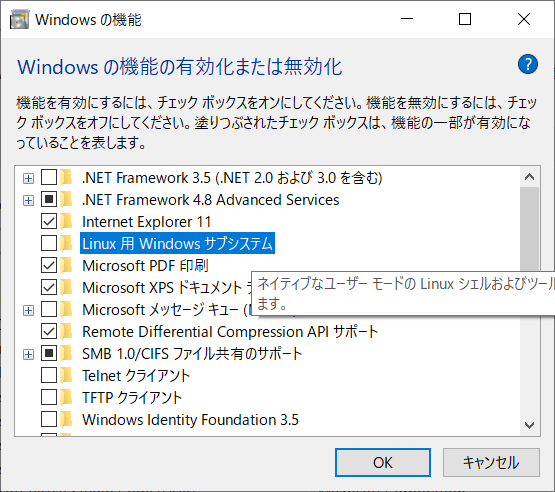 Windows の機能
Windows の機能の有効化または無効化
機能を有効にするには、チェック ボックスをオンにしてください。機能を無効にするには、チェッ
ク ボックスをオフにしてください。塗りつぶされたチェック ボックスは、機能の一部が有効になっ
ていることを表します。
.NET Framework 3.5 (.NET 2.0 および 3.0 を含む)
.NET Framework 4.8 Advanced Services
Internet Explorer 11
Linux 用 Windows サブシステム
Microsoft PDF 印刷
ネイティブなユーザー モードの Linux シェルおよびツール
Microsoft XPS ドキュメント
ます。
Microsoft メッセージ キュー
Remote Differential Compression API サポート
SMB 1.0/CIFS ファイル共有のサポート
Telnet クライアント
TFTP クライアント
Windows Identity Foundation 3.5
OK
キャンセル